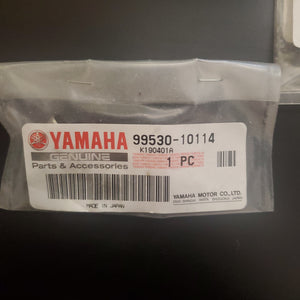 YAMAHA
GENUINE
Parts & Accessories
99530-10114
K190401A
1 PC
YAMAHA MOTOR CO.,LTD.
MADE IN JAPAN